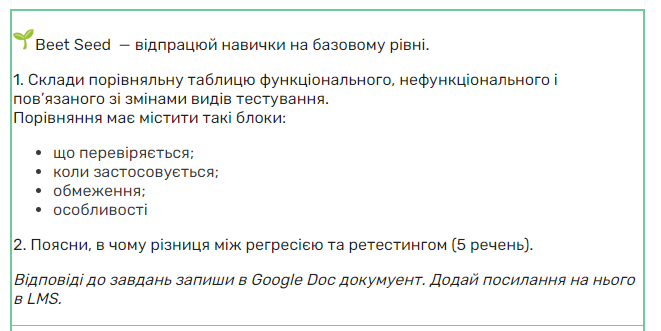 Beet Seed — відпрацюй навички на базовому рівні.
1. Склади порівняльну таблицю функціонального, нефункціонального і
пов’язаного зі змінами видів тестування.
Порівняння має містити такі блоки:
• що перевіряється;
• коли застосовується;
• обмеження;
• особливості
2. Поясни, в чому різниця між регресією та ретестингом (5 речень).
Відповіді до завдань запиши в Google Doc докумуент. Додай посилання на нього
в LMS.